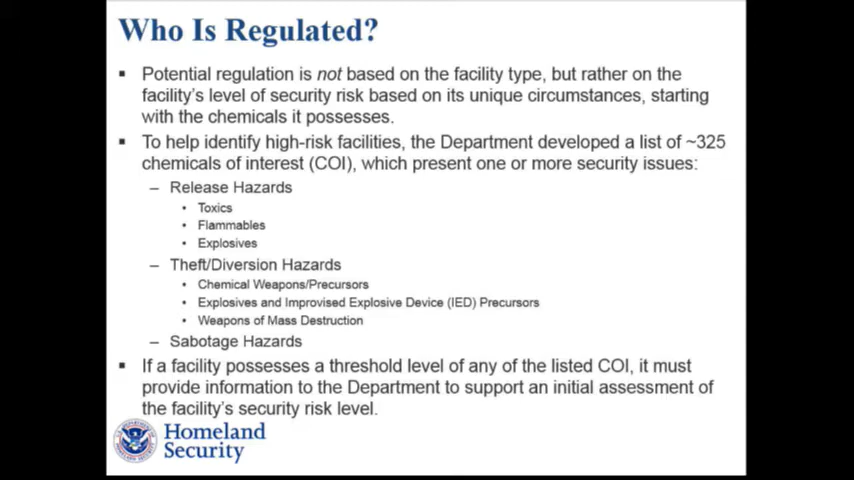 Who Is Regulated?
▪ Potential regulation is not based on the facility type, but rather on the
facility's level of security risk based on its unique circumstances, starting
with the chemicals it possesses.
▪ To help identify high-risk facilities, the Department developed a list of ~325
chemicals of interest (COI), which present one or more security issues:
– Release Hazards
• Toxics
• Flammables
• Explosives
– Theft/Diversion Hazards
• Chemical Weapons/Precursors
• Explosives and Improvised Explosive Device (IED) Precursors
• Weapons of Mass Destruction
– Sabotage Hazards
▪ If a facility possesses a threshold level of any of the listed COI, it must
provide information to the Department to support an initial assessment of
the facility's security risk level.
Homeland
Security